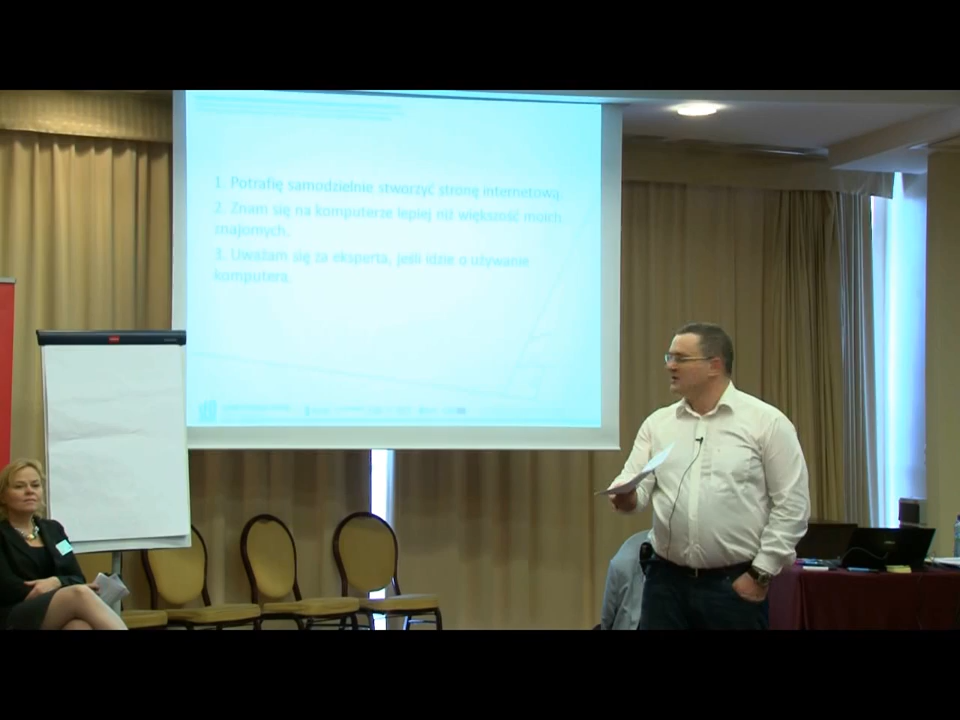 1. Potrafię samodzielnie stworzyć stronę internetową.
2. Znam się na komputerze lepiej niż większość moich
znajomych.
3. Uważam się za eksperta, jeśli idzie o używanie
komputera.